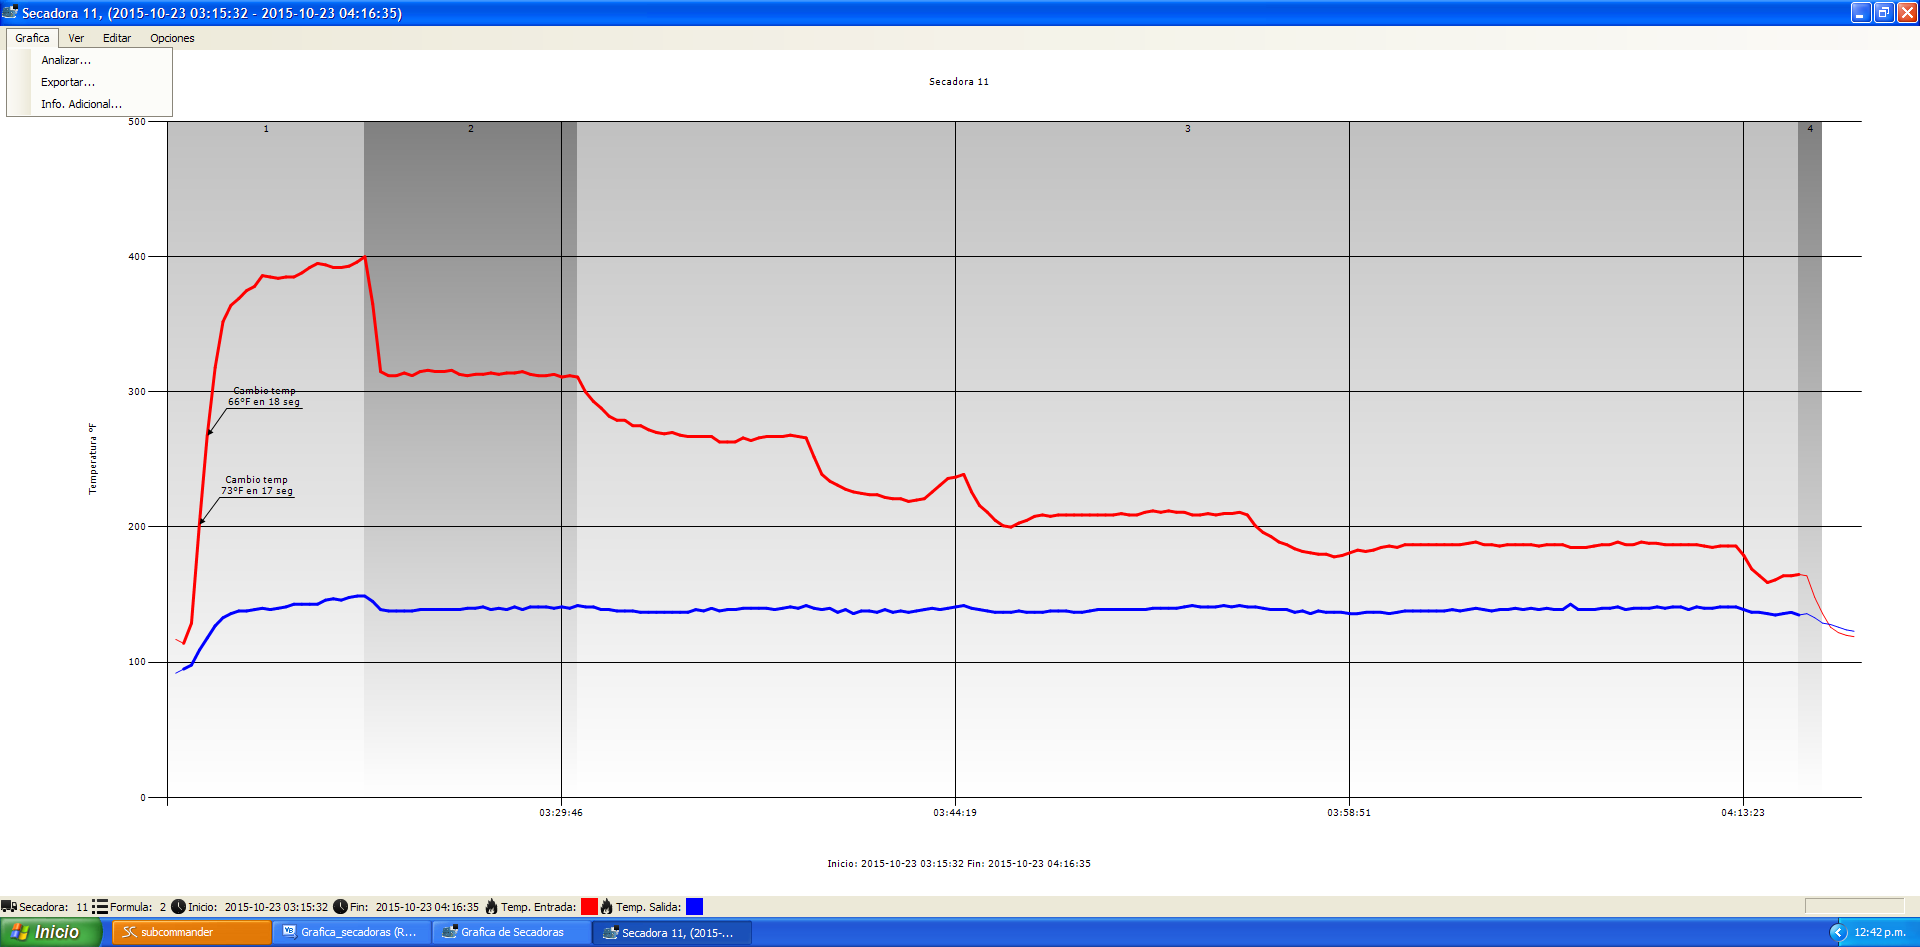 Secadora 11, (2015-10-23 03:15:32 - 2015-10-23 04:16:35)
Grafica Ver Editar Opciones
Analizar...
Exportar...
Info. Adicional...
Secadora 11
1 2 3 4
500
400
300
200
100
0
Temperatura ºF
Cambio temp
66ºF en 18 seg
Cambio temp
73ºF en 17 seg
03:29:46 03:44:19 03:58:51 04:13:23
Inicio: 2015-10-23 03:15:32 Fin: 2015-10-23 04:16:35
Secadora: 11 Formula: 2 Inicio: 2015-10-23 03:15:32 Fin: 2015-10-23 04:16:35 Temp. Entrada: Temp. Salida:
Inicio SC subcommander VB Grafica_secadoras (R... Grafica de Secadoras Secadora 11, (2015-... 12:42 p.m.